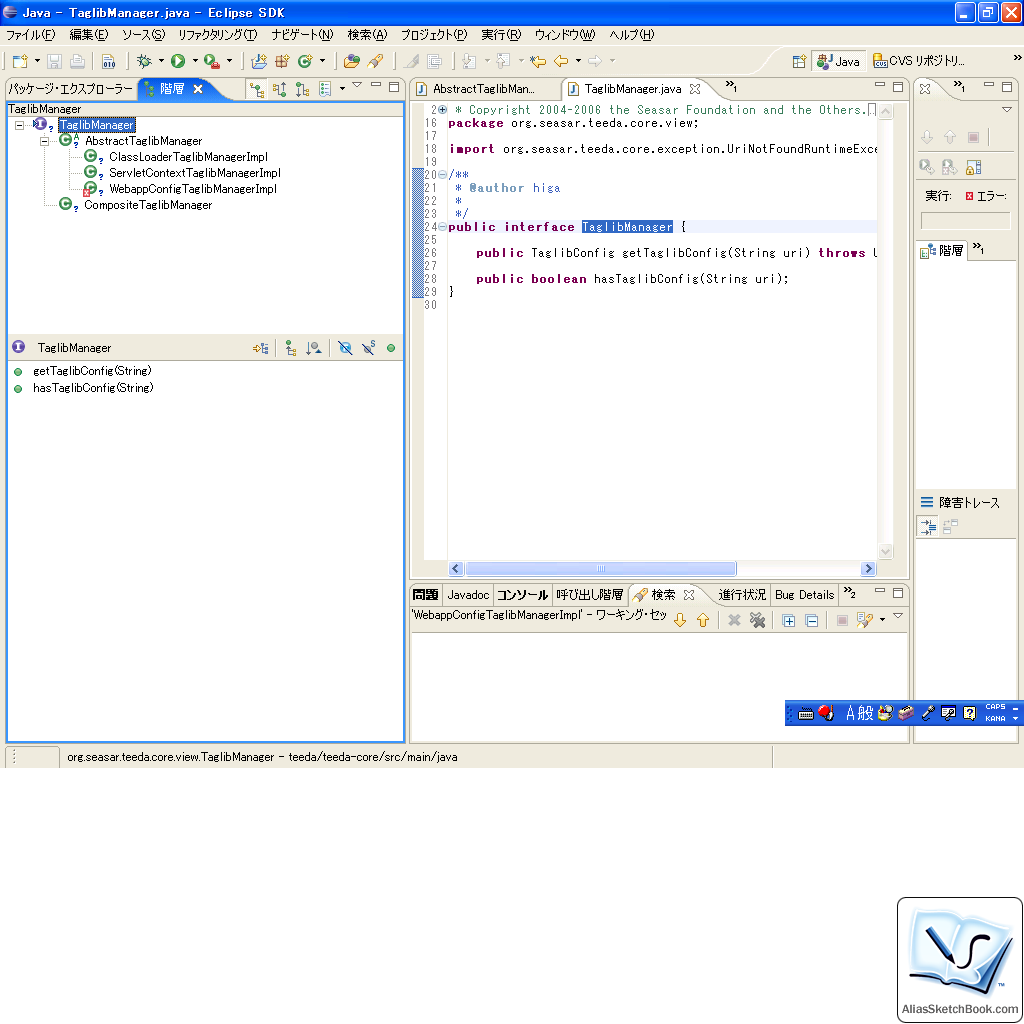 Java - TaglibManager.java - Eclipse SDK
ファイル(F) 編集(E) ソース(S) リファクタリング(T) ナビゲート(N) 検索(A) プロジェクト(P) 実行(R) ウィンドウ(W) ヘルプ(H)
Java CVS リポジトリ... »
パッケージ・エクスプローラー 階層
TaglibManager
TaglibManager
AbstractTaglibManager
ClassLoaderTaglibManagerImpl
ServletContextTaglibManagerImpl
WebappConfigTaglibManagerImpl
CompositeTaglibManager
TaglibManager
getTaglibConfig(String)
hasTaglibConfig(String)
AbstractTaglibMan... TaglibManager.java »1
2 * Copyright 2004-2006 the Seasar Foundation and the Others.
16 package org.seasar.teeda.core.view;
17
18 import org.seasar.teeda.core.exception.UriNotFoundRuntimeExce
19
20 /**
21 * @author higa
22 *
23 */
24 public interface TaglibManager {
25
26 public TaglibConfig getTaglibConfig(String uri) throws U
27
28 public boolean hasTaglibConfig(String uri);
29 }
30
問題 Javadoc コンソール 呼び出し階層 検索 進行状況 Bug Details »2
'WebappConfigTaglibManagerImpl' - ワーキング・セッ
»1
実行: エラー:
階層 »1
障害トレース
A 般 CAPS
KANA
org.seasar.teeda.core.view.TaglibManager - teeda/teeda-core/src/main/java
AliasSketchBook.com